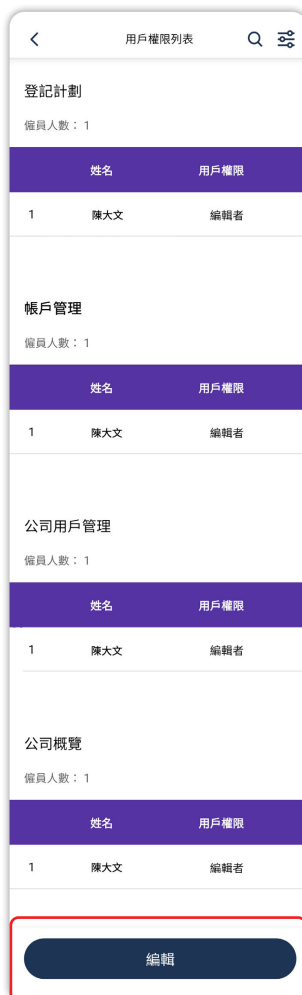 用戶權限列表
登記計劃
僱員人數：1
姓名 用戶權限
1 陳大文 編輯者
帳戶管理
僱員人數：1
姓名 用戶權限
1 陳大文 編輯者
公司用戶管理
僱員人數：1
姓名 用戶權限
1 陳大文 編輯者
公司概覽
僱員人數：1
姓名 用戶權限
1 陳大文 編輯者
編輯